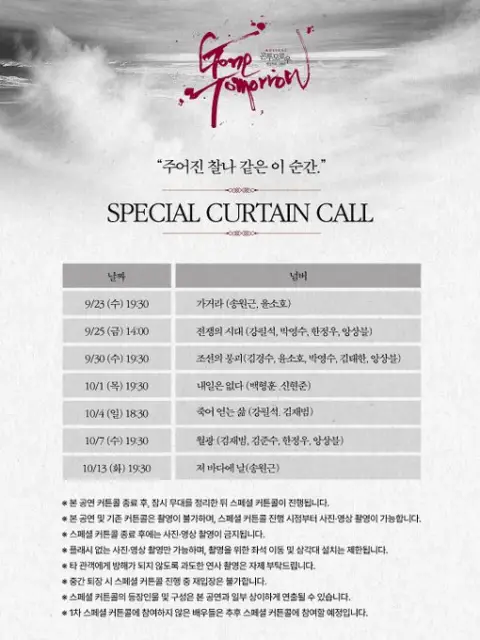 Gone Tomorrow
"주어진 찰나 같은 이 순간."
SPECIAL CURTAIN CALL
날짜 넘버
9/23 (수) 19:30 가거라 (송원근, 윤소호)
9/25 (금) 14:00 전쟁의 시대 (강필석, 박영수, 한정우, 앙상블)
9/30 (수) 19:30 조선의 붕괴(김경수, 윤소호, 박영수, 김태한, 앙상블)
10/1 (목) 19:30 내일은 없다 (백형훈, 신현준)
10/4 (일) 18:30 죽어 얻는 삶 (강필석. 김재범)
10/7 (수) 19:30 월광 (김재범, 김준수, 한정우, 앙상블)
10/13 (화) 19:30 저 바다에 날(송원근)
* 본 공연 커튼콜 종료 후, 잠시 무대를 정리한 뒤 스페셜 커튼콜이 진행됩니다.
* 본 공연 및 기존 커튼콜은 촬영이 불가하며, 스페셜 커튼콜 진행 시점부터 사진·영상 촬영이 가능합니다.
* 스페셜 커튼콜 종료 후에는 사진·영상 촬영이 금지됩니다.
* 플래시 없는 사진·영상 촬영만 가능하며, 촬영을 위한 좌석 이동 및 삼각대 설치는 제한됩니다.
* 타 관객에게 방해가 되지 않도록 과도한 연사 촬영은 자제 부탁드립니다.
* 중간 퇴장 시 스페셜 커튼콜 진행 중 재입장은 불가합니다.
* 스페셜 커튼콜의 등장인물 및 구성은 본 공연과 일부 상이하게 연출될 수 있습니다.
* 1차 스페셜 커튼콜에 참여하지 않은 배우들은 추후 스페셜 커튼콜에 참여할 예정입니다.